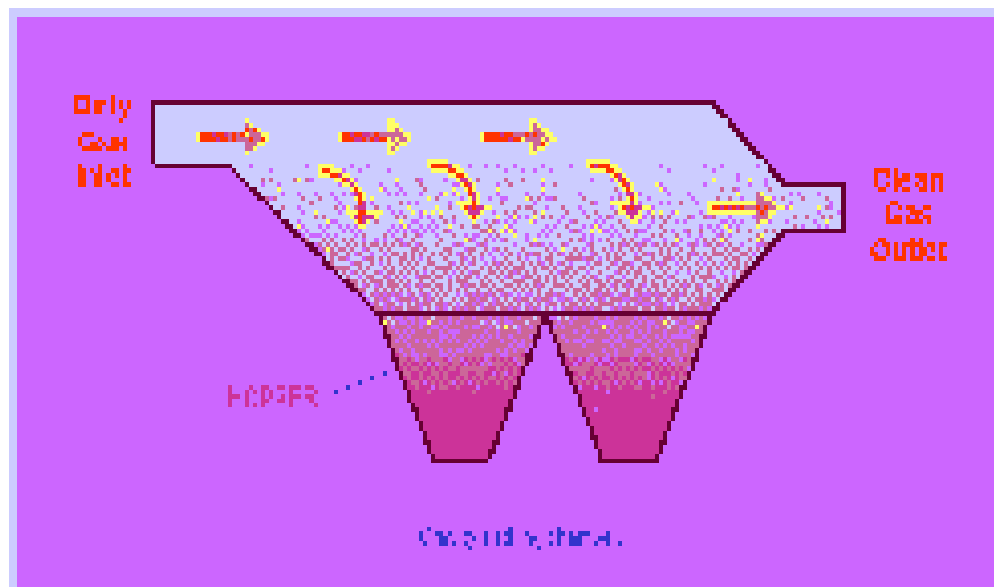 Dirty
Gas
Inlet
Clean
Gas
Outlet
HOPPER